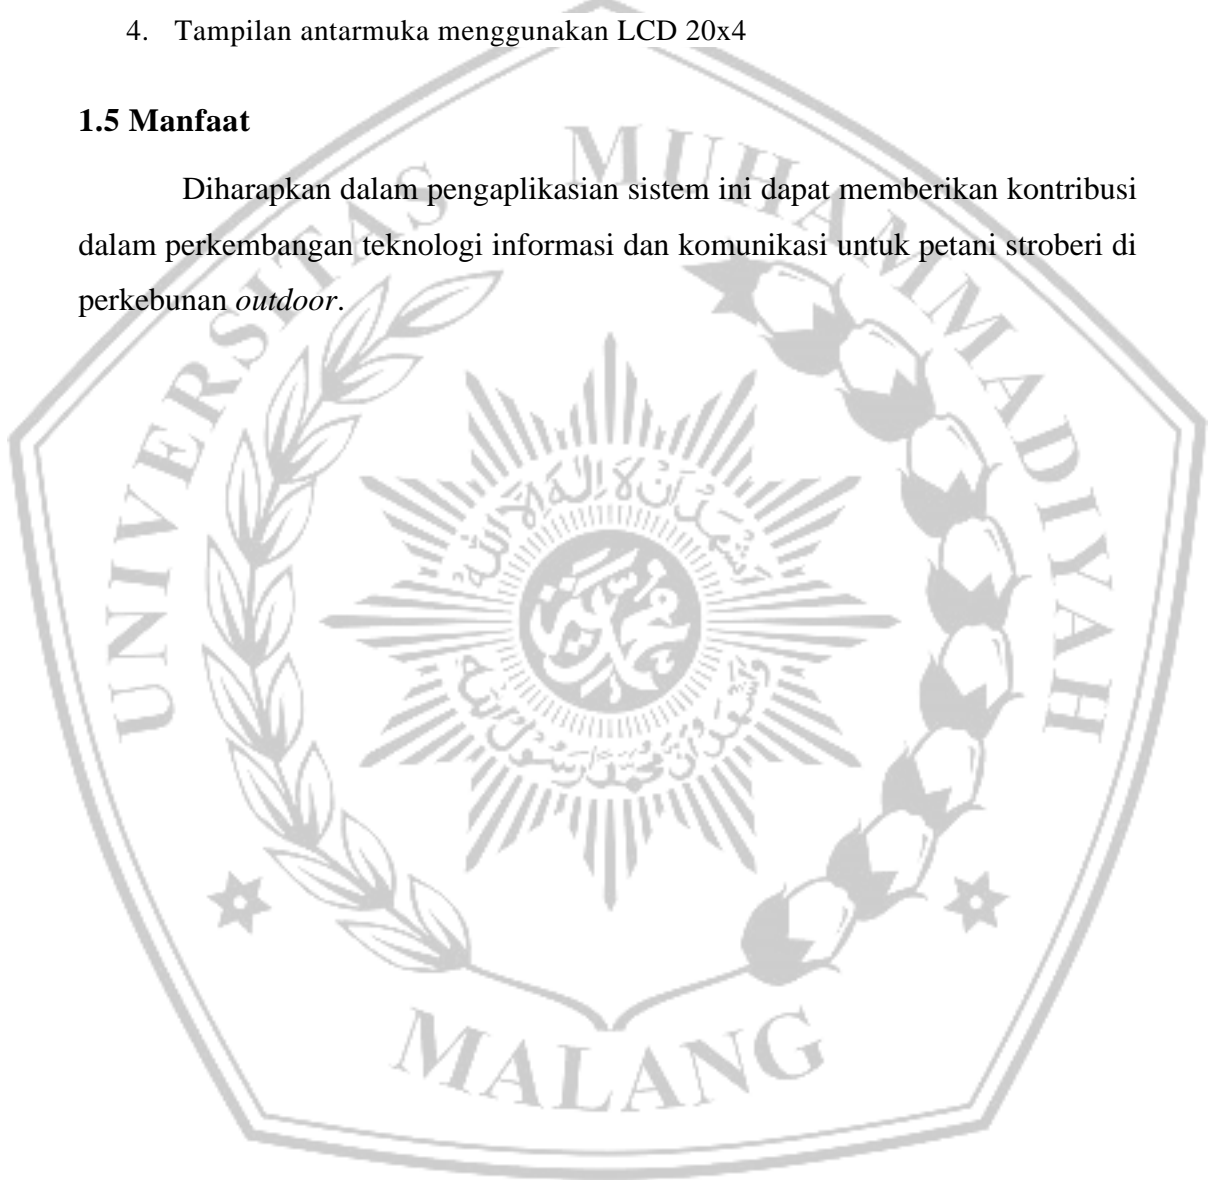 4. Tampilan antarmuka menggunakan LCD 20x4
1.5 Manfaat
Diharapkan dalam pengaplikasian sistem ini dapat memberikan kontribusi
dalam perkembangan teknologi informasi dan komunikasi untuk petani stroberi di
perkebunan outdoor.
UNIVERSITAS MUHAMMADIYAH
MALANG